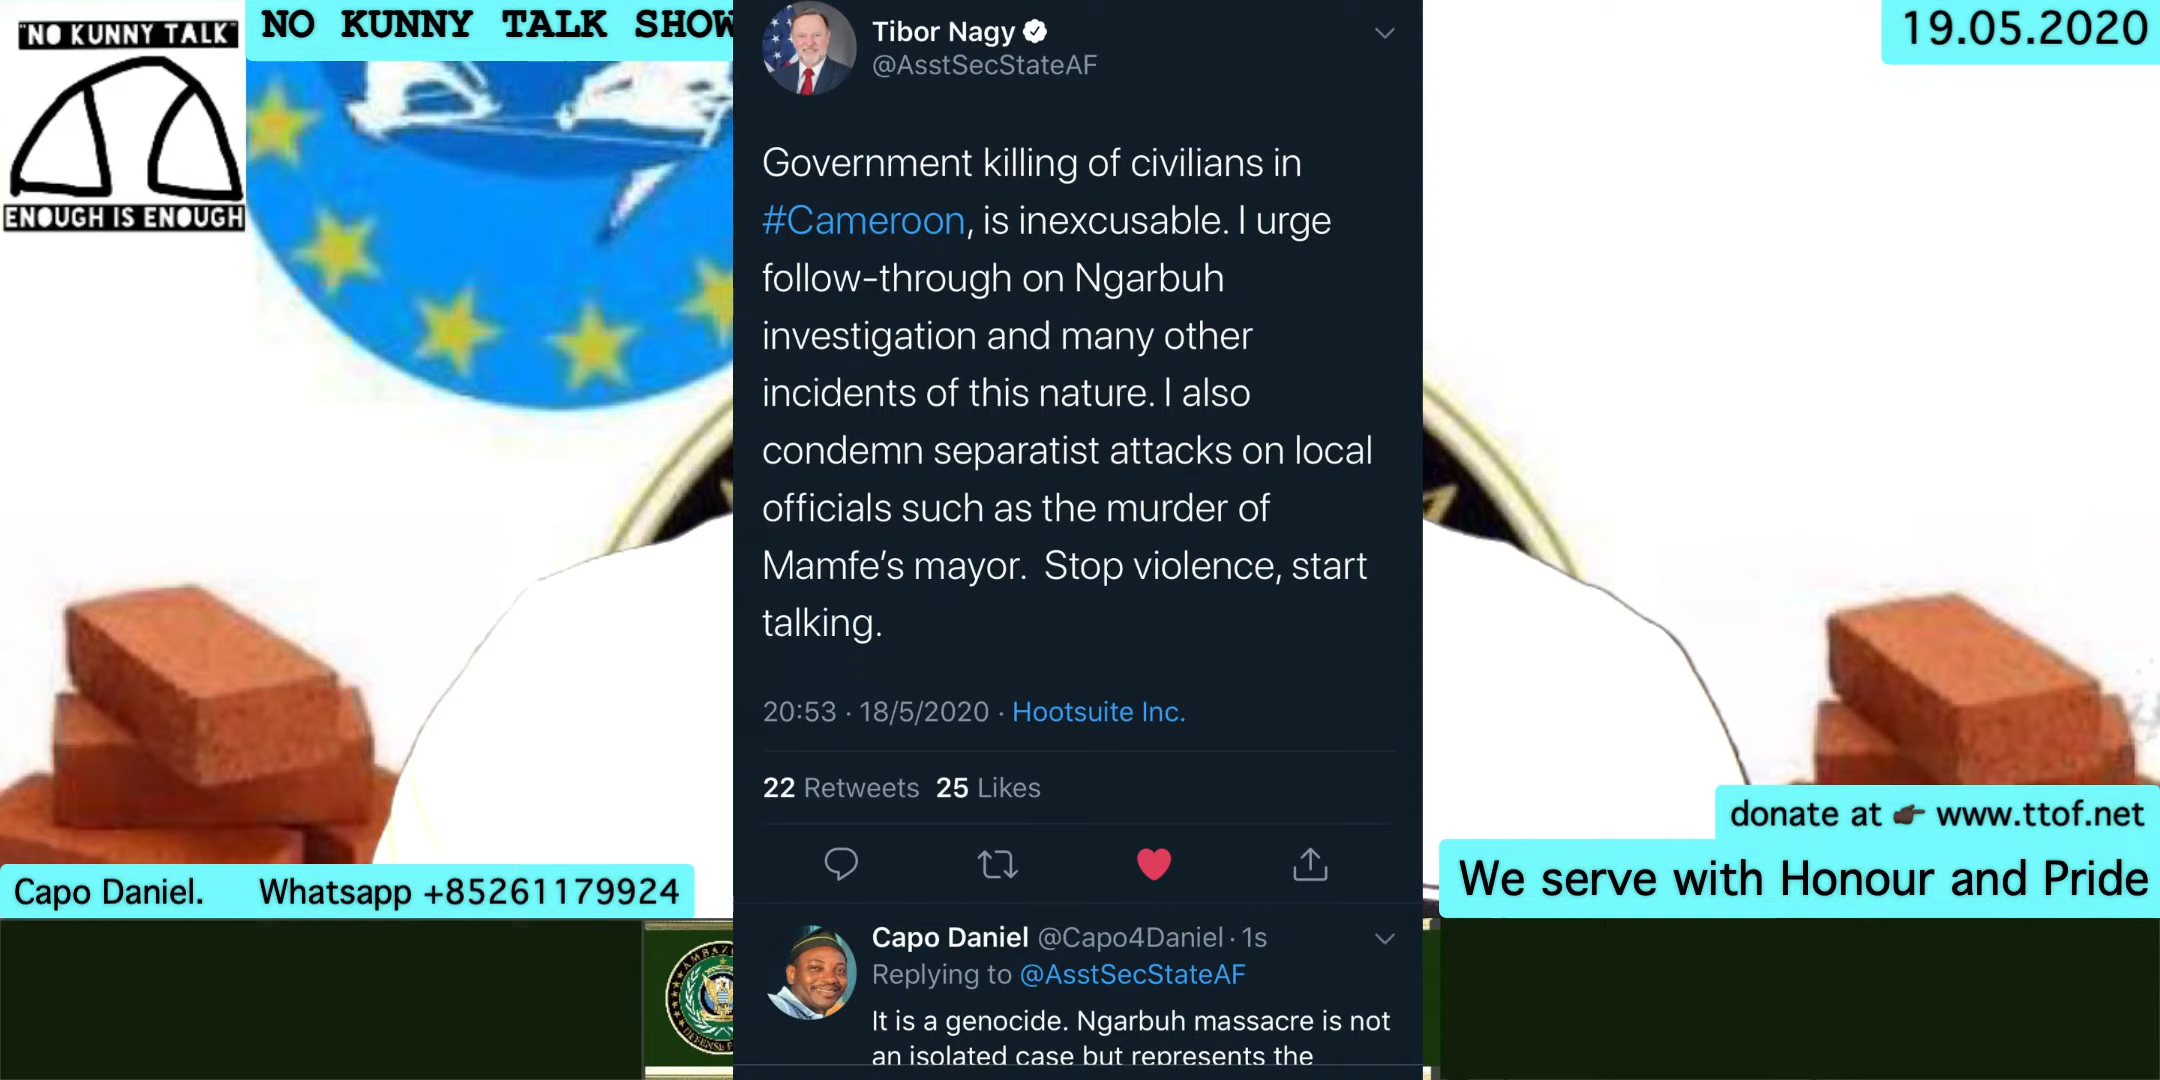 "NO KUNNY TALK"
ENOUGH IS ENOUGH
NO KUNNY TALK SHOW
19.05.2020
Tibor Nagy
@AsstSecStateAF
Government killing of civilians in
#Cameroon, is inexcusable. I urge
follow-through on Ngarbuh
investigation and many other
incidents of this nature. I also
condemn separatist attacks on local
officials such as the murder of
Mamfe's mayor.  Stop violence, start
talking.
20:53 · 18/5/2020 · Hootsuite Inc.
22 Retweets 25 Likes
Capo Daniel @Capo4Daniel · 1s
Replying to @AsstSecStateAF
It is a genocide. Ngarbuh massacre is not
an isolated case but represents the
donate at www.ttof.net
We serve with Honour and Pride
Capo Daniel. Whatsapp +85261179924